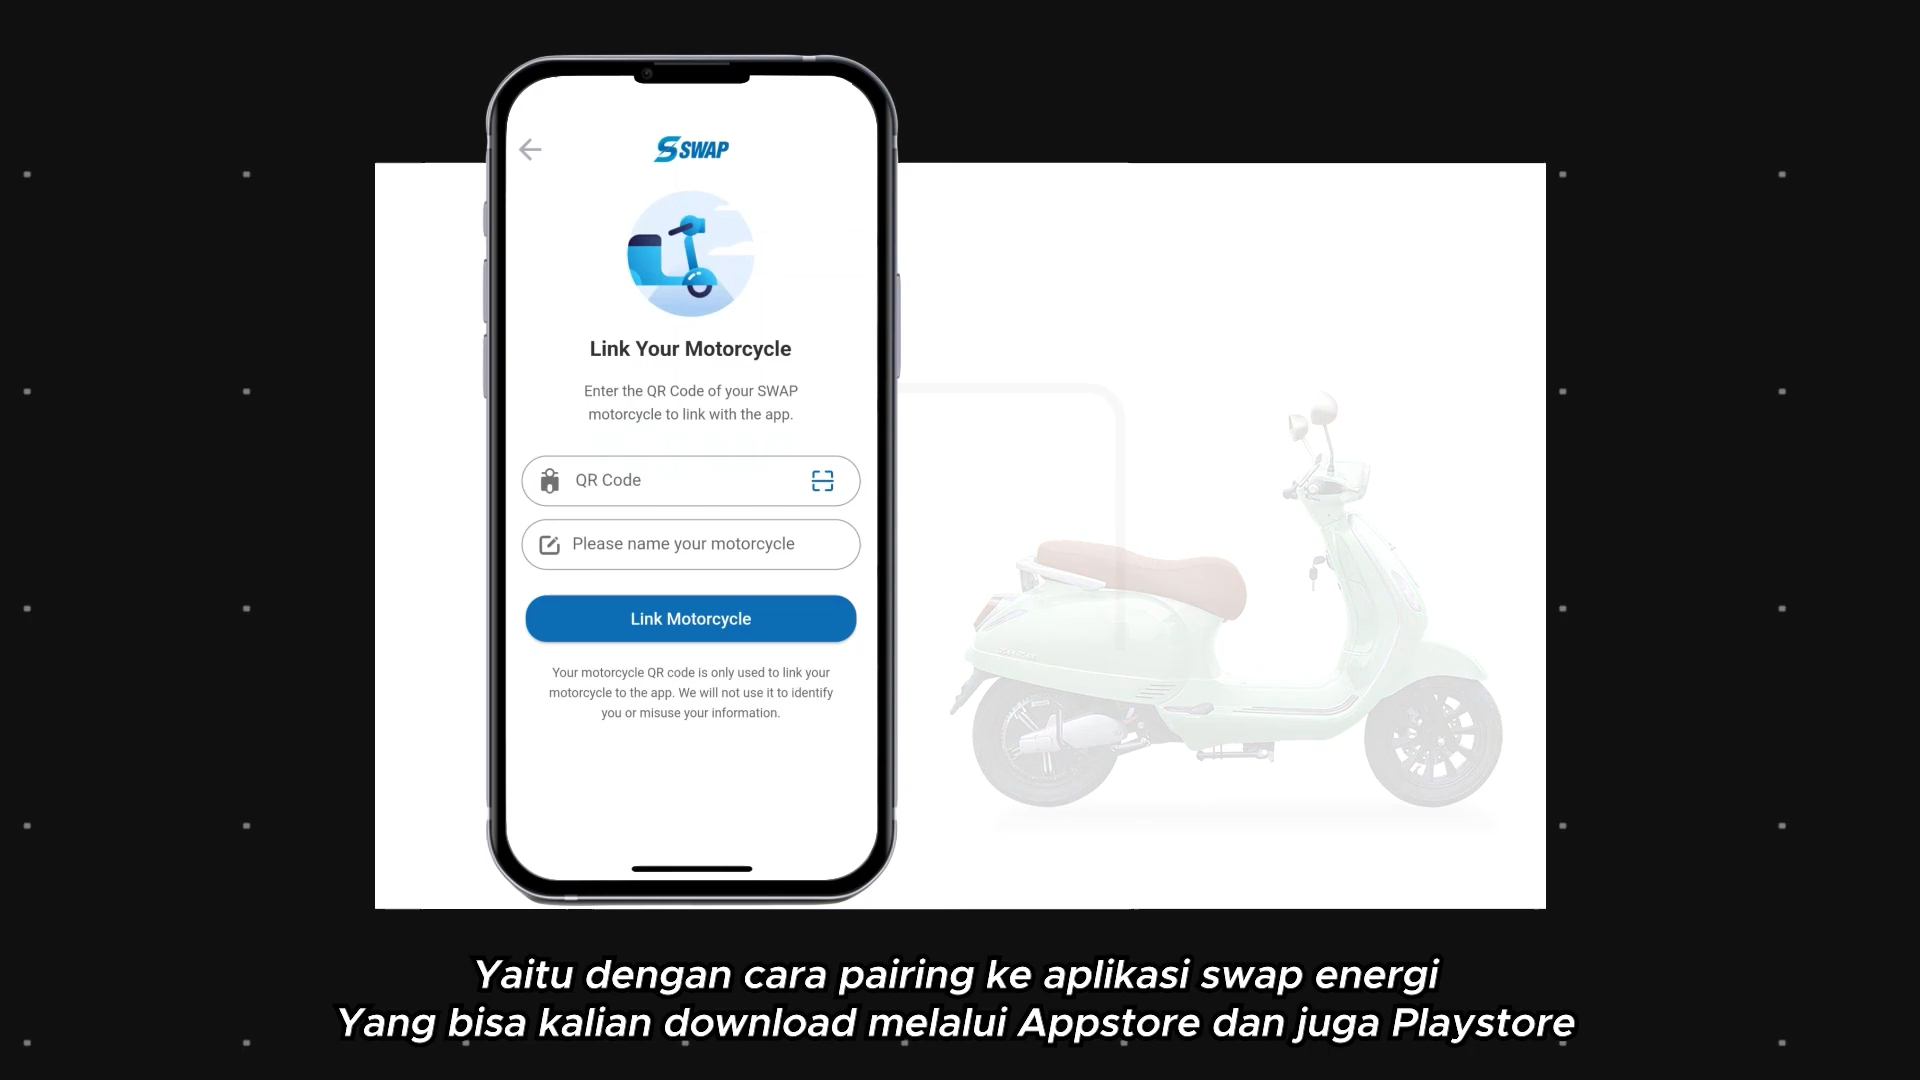 SWAP
Link Your Motorcycle
Enter the QR Code of your SWAP
motorcycle to link with the app.
QR Code
Please name your motorcycle
Link Motorcycle
Your motorcycle QR code is only used to link your
motorcycle to the app. We will not use it to identify
you or misuse your information.
Yaitu dengan cara pairing ke aplikasi swap energi
Yang bisa kalian download melalui Appstore dan juga Playstore